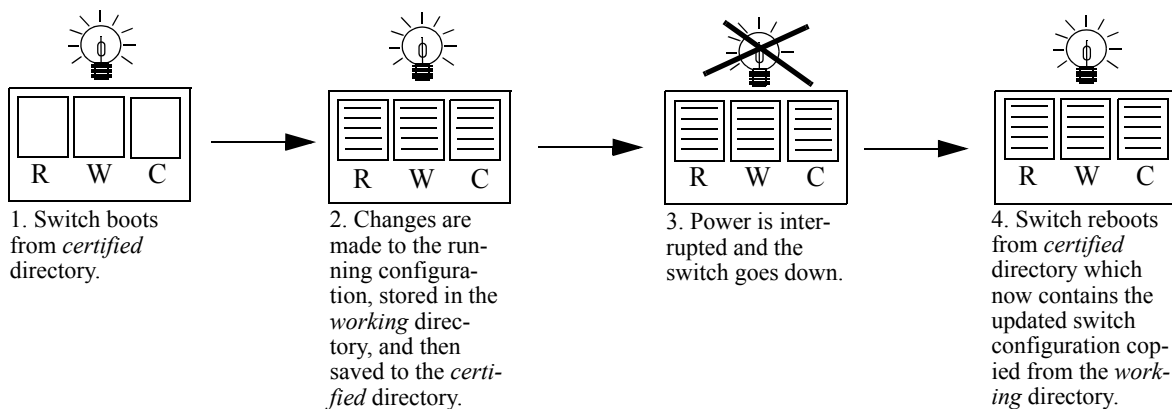 R W C
1. Switch boots
from certified
directory.
R W C
2. Changes are
made to the run-
ning configura-
tion, stored in the
working direc-
tory, and then
saved to the certi-
fied directory.
R W C
3. Power is inter-
rupted and the
switch goes down.
R W C
4. Switch reboots
from certified
directory which
now contains the
updated switch
configuration cop-
ied from the work-
ing directory.